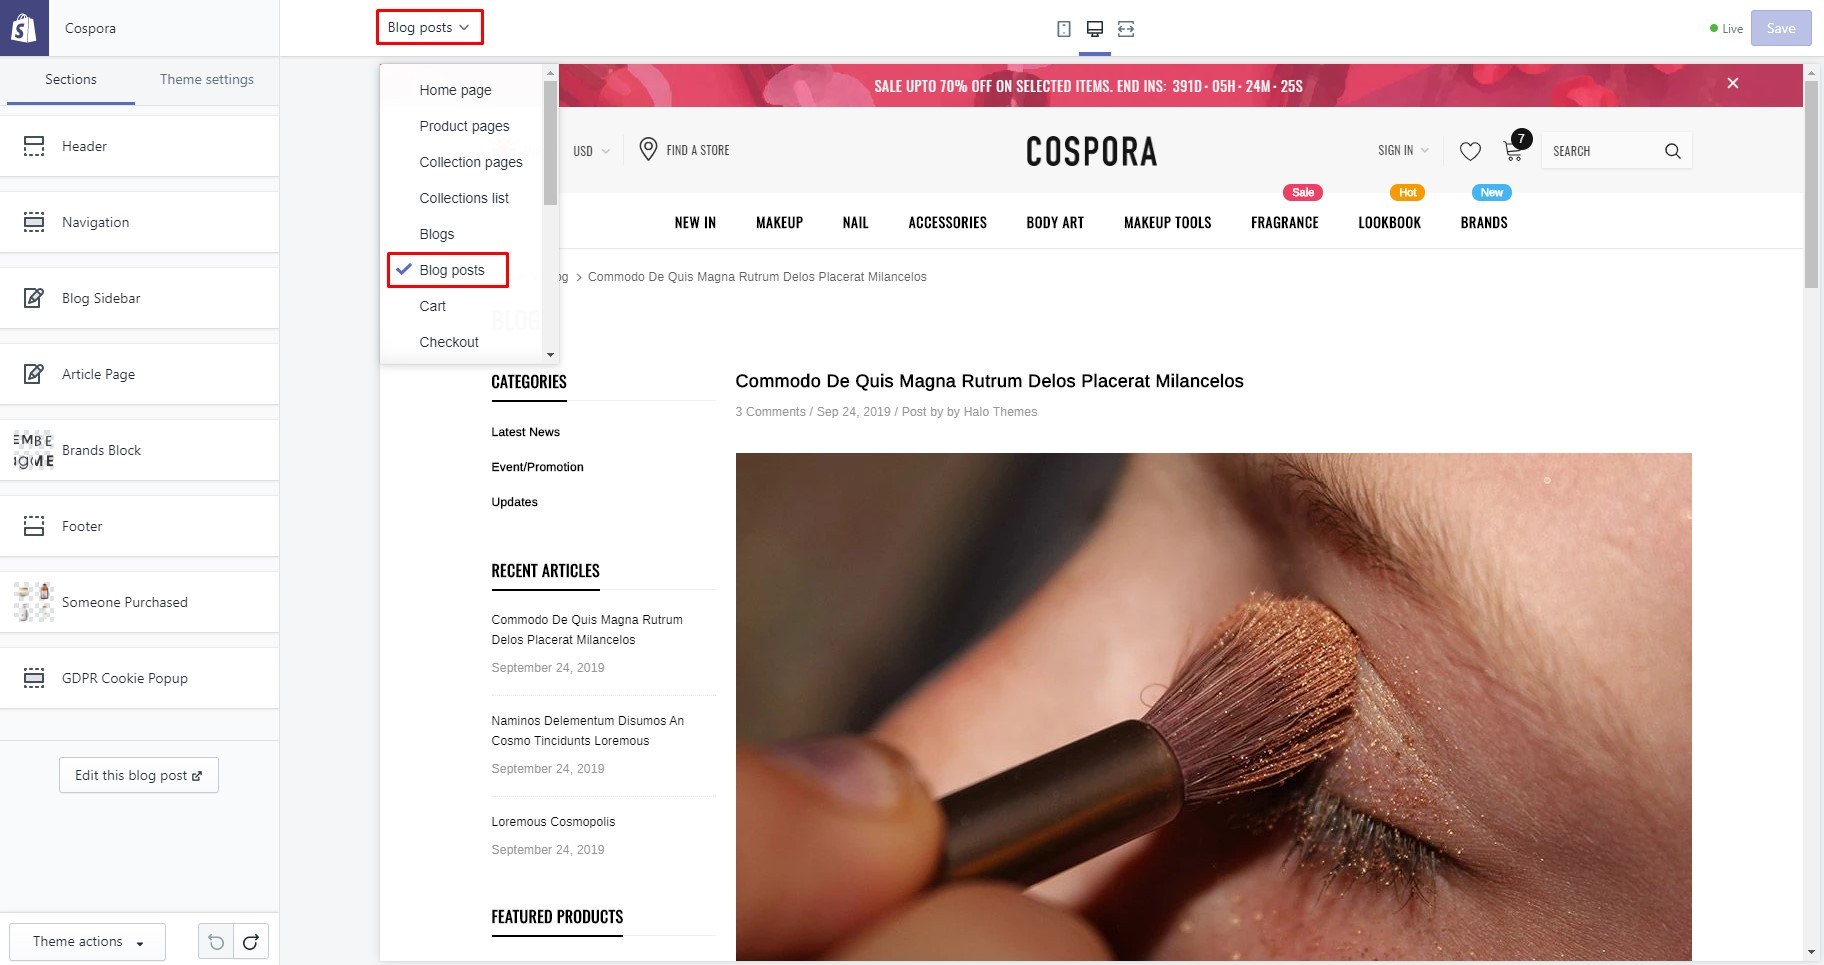 Cospora
Blog posts
Live
Save
Sections
Theme settings
Header
Navigation
Blog Sidebar
Article Page
Brands Block
Footer
Someone Purchased
GDPR Cookie Popup
Edit this blog post
Theme actions
Home page
Product pages
Collection pages
Collections list
Blogs
Blog posts
Cart
Checkout
SALE UPTO 70% OFF ON SELECTED ITEMS. END INS: 391D · 05H · 24M · 25S
USD
FIND A STORE
COSPORA
SIGN IN
7
SEARCH
Sale
Hot
New
NEW IN
MAKEUP
NAIL
ACCESSORIES
BODY ART
MAKEUP TOOLS
FRAGRANCE
LOOKBOOK
BRANDS
Commodo De Quis Magna Rutrum Delos Placerat Milancelos
BLOG
CATEGORIES
Latest News
Event/Promotion
Updates
RECENT ARTICLES
Commodo De Quis Magna Rutrum
Delos Placerat Milancelos
September 24, 2019
Naminos Delementum Disumos An
Cosmo Tincidunts Loremous
September 24, 2019
Loremous Cosmopolis
September 24, 2019
FEATURED PRODUCTS
Commodo De Quis Magna Rutrum Delos Placerat Milancelos
3 Comments / Sep 24, 2019 / Post by by Halo Themes